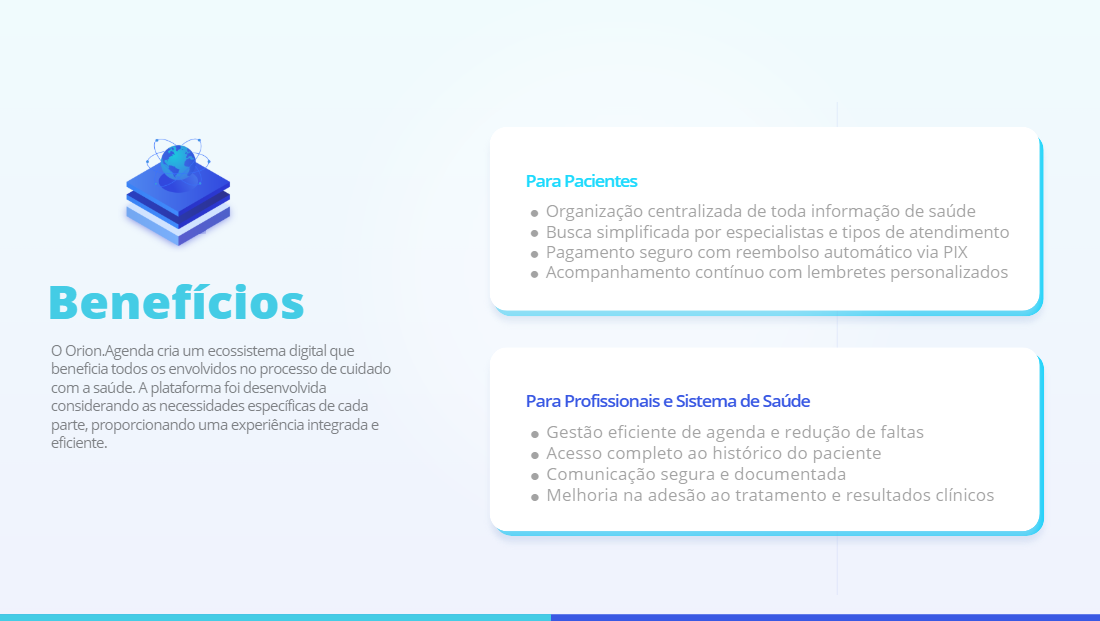 Benefícios
O Orion.Agenda cria um ecossistema digital que
beneficia todos os envolvidos no processo de cuidado
com a saúde. A plataforma foi desenvolvida
considerando as necessidades específicas de cada
parte, proporcionando uma experiência integrada e
eficiente.
Para Pacientes
● Organização centralizada de toda informação de saúde
● Busca simplificada por especialistas e tipos de atendimento
● Pagamento seguro com reembolso automático via PIX
● Acompanhamento contínuo com lembretes personalizados
Para Profissionais e Sistema de Saúde
● Gestão eficiente de agenda e redução de faltas
● Acesso completo ao histórico do paciente
● Comunicação segura e documentada
● Melhoria na adesão ao tratamento e resultados clínicos